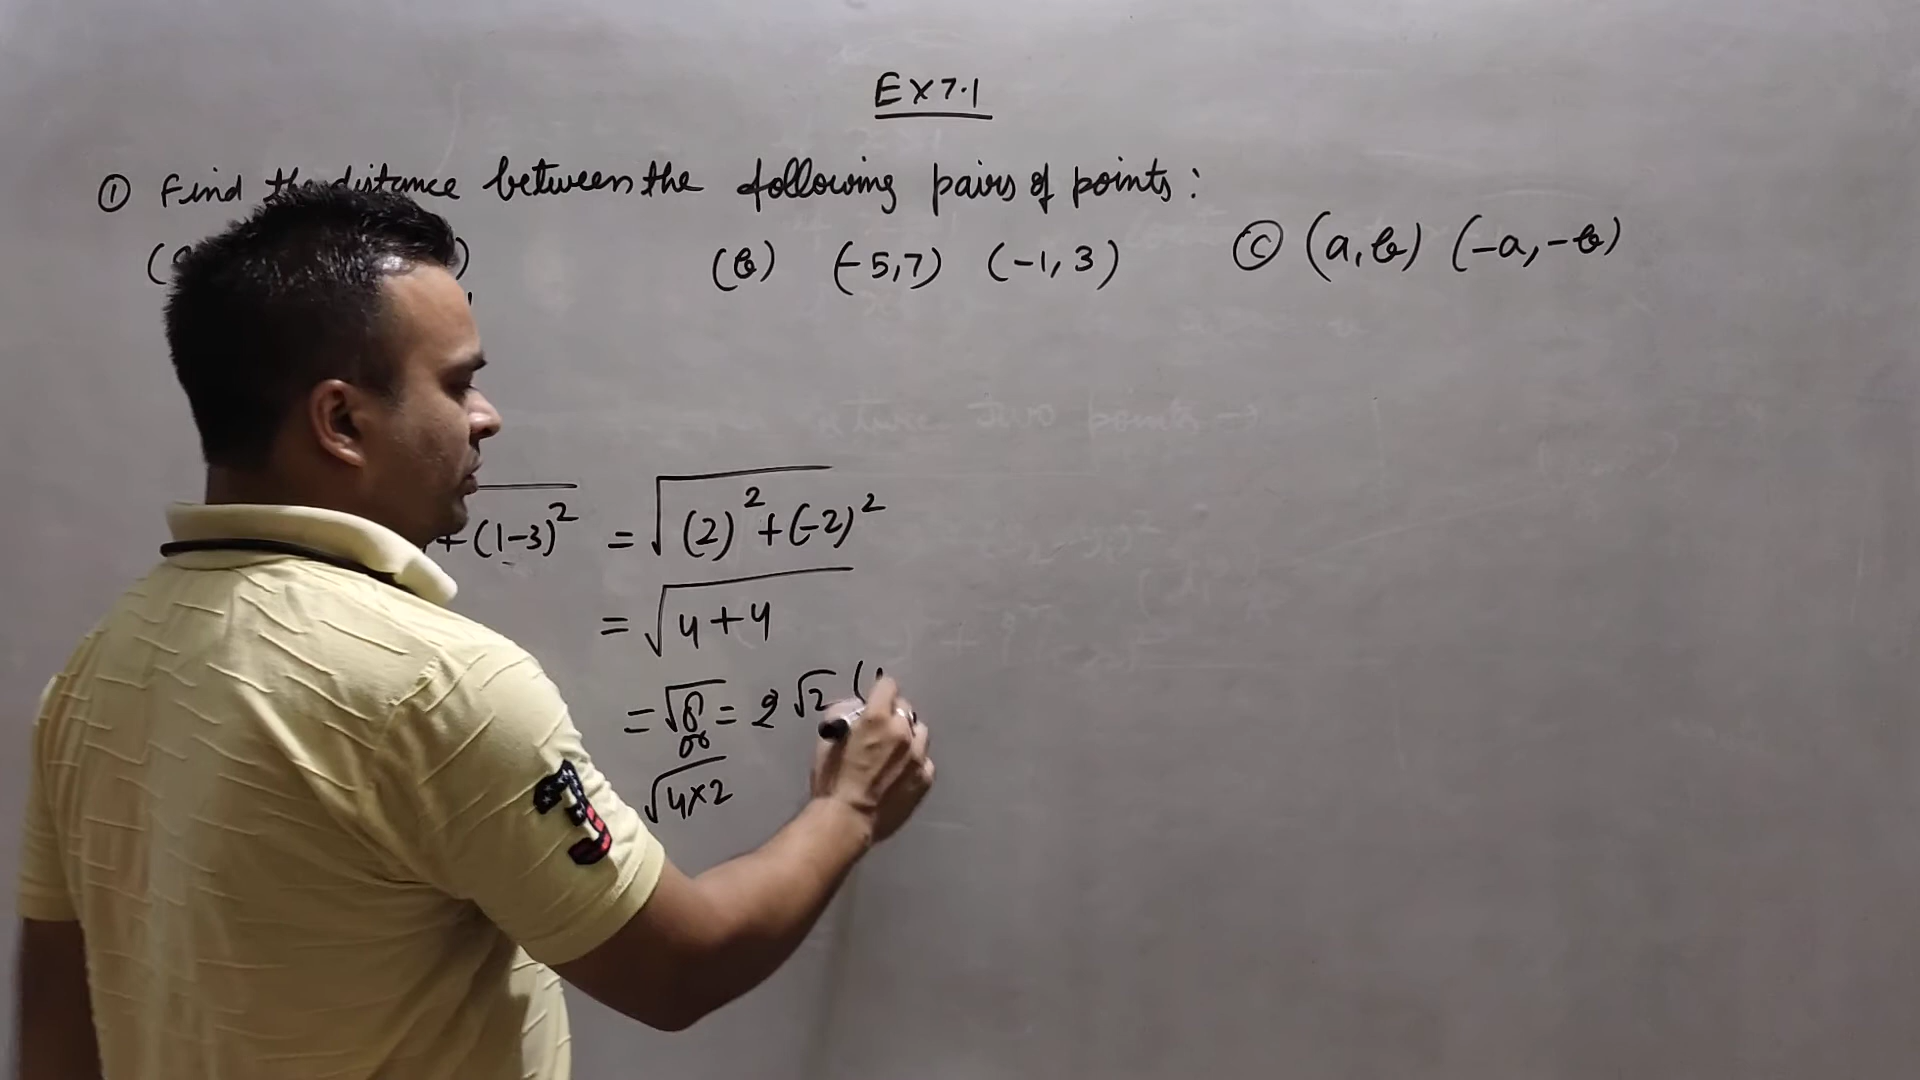 EX 7.1
① Find the distance between the following pairs of points:
(b) (-5,7) (-1,3) Ⓒ (a,b) (-a,-b)
+(1-3)² = √(2)²+(-2)²
= √4+4
= √8 = 2√2 (
or
√4×2